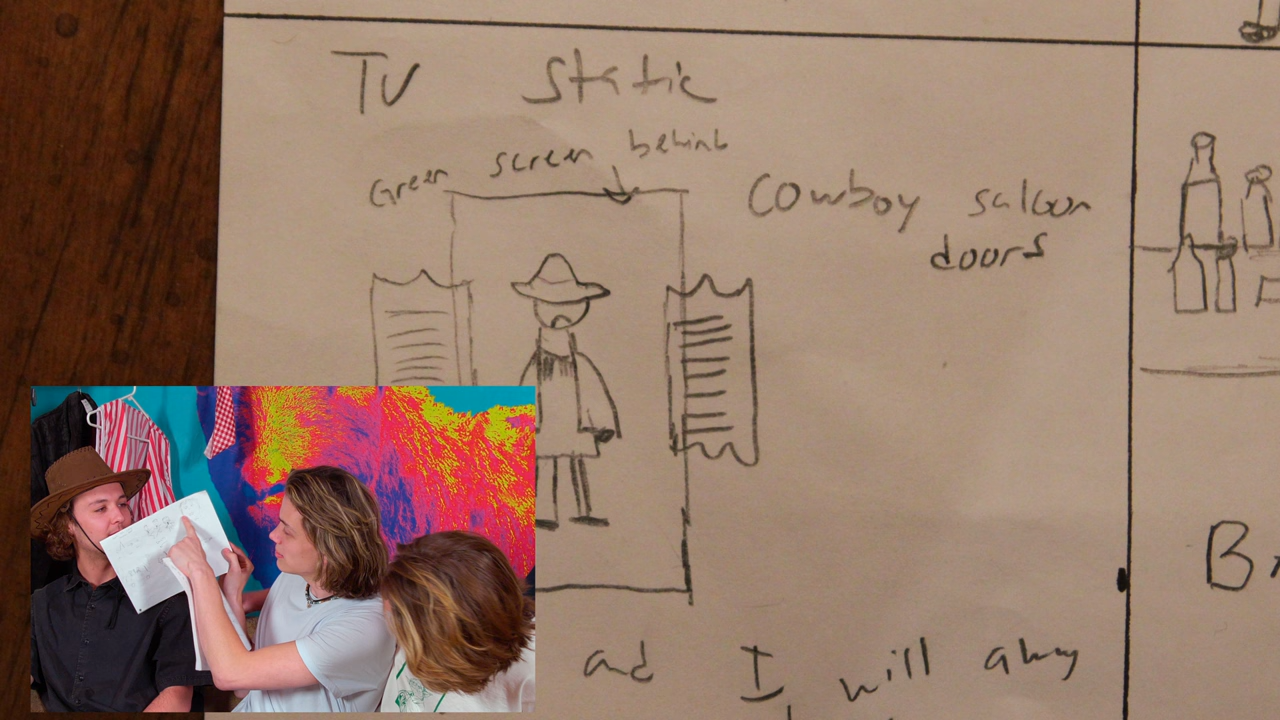 TV Static
Green screen behind
Cowboy saloon
doors
and I will
B